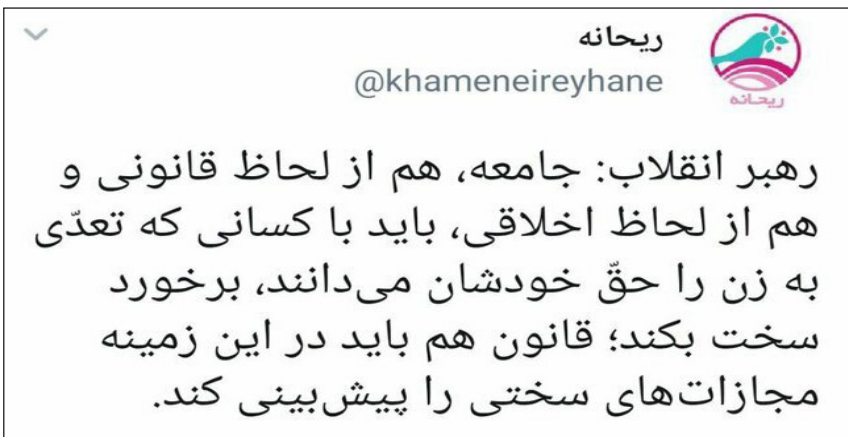 ریحانه
@khameneireyhane
ریحانه
رهبر انقلاب: جامعه، هم از لحاظ قانونی و
هم از لحاظ اخلاقی، باید با کسانی که تعدّی
به زن را حقّ خودشان می‌دانند، برخورد
سخت بکند؛ قانون هم باید در این زمینه
مجازات‌های سختی را پیش‌بینی کند.